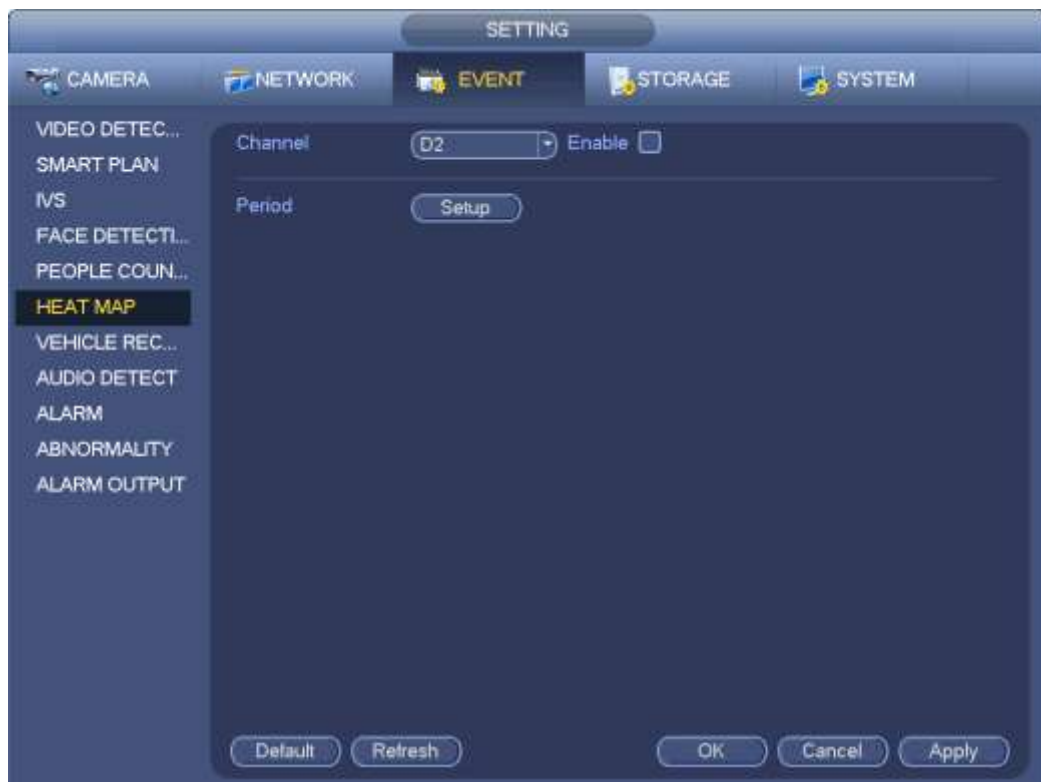 SETTING
CAMERA NETWORK EVENT STORAGE SYSTEM
VIDEO DETEC...
SMART PLAN
IVS
FACE DETECTI...
PEOPLE COUN...
HEAT MAP
VEHICLE REC...
AUDIO DETECT
ALARM
ABNORMALITY
ALARM OUTPUT
Channel D2 Enable
Period Setup
Default Refresh OK Cancel Apply